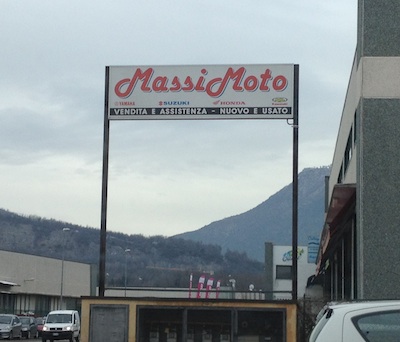 MassiMoto
YAMAHA SUZUKI HONDA
VENDITA E ASSISTENZA - NUOVO E USATO